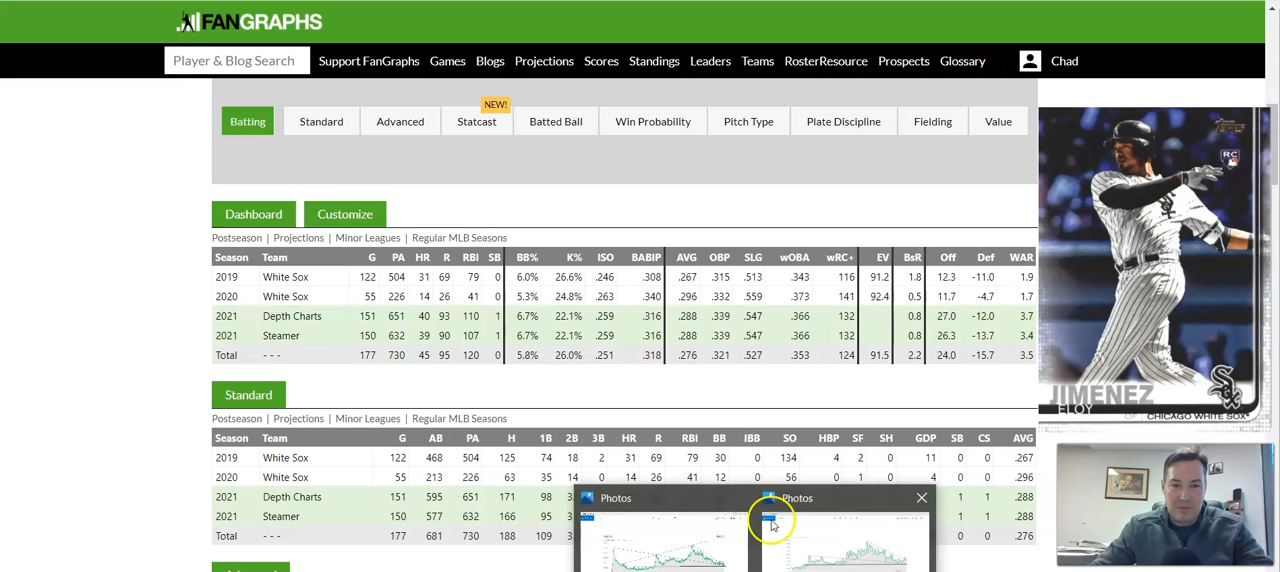 FANGRAPHS
Player & Blog Search Support FanGraphs Games Blogs Projections Scores Standings Leaders Teams RosterResource Prospects Glossary Chad
NEW!
Batting Standard Advanced Statcast Batted Ball Win Probability Pitch Type Plate Discipline Fielding Value
Topps
RC
Dashboard Customize
Postseason | Projections | Minor Leagues | Regular MLB Seasons
Season Team G PA HR R RBI SB BB% K% ISO BABIP AVG OBP SLG wOBA wRC+ EV BsR Off Def WAR
2019 White Sox 122 504 31 69 79 0 6.0% 26.6% .246 .308 .267 .315 .513 .343 116 91.2 1.8 12.3 -11.0 1.9
2020 White Sox 55 226 14 26 41 0 5.3% 24.8% .263 .340 .296 .332 .559 .373 141 92.4 0.5 11.7 -4.7 1.7
2021 Depth Charts 151 651 40 93 110 1 6.7% 22.1% .259 .316 .288 .339 .547 .366 132 0.8 27.0 -12.0 3.7
2021 Steamer 150 632 39 90 107 1 6.7% 22.1% .259 .316 .288 .339 .547 .366 132 0.8 26.3 -13.7 3.4
Total - - - 177 730 45 95 120 0 5.8% 26.0% .251 .318 .276 .321 .527 .353 124 91.5 2.2 24.0 -15.7 3.5
JIMENEZ
ELOY
OF CHICAGO WHITE SOX
Standard
Postseason | Projections | Minor Leagues | Regular MLB Seasons
Season Team G AB PA H 1B 2B 3B HR R RBI BB IBB SO HBP SF SH GDP SB CS AVG
2019 White Sox 122 468 504 125 74 18 2 31 69 79 30 0 134 4 2 0 11 0 0 .267
2020 White Sox 55 213 226 63 35 14 0 14 26 41 12 0 56 0 1 0 4 0 0 .296
2021 Depth Charts 151 595 651 171 98 1 1 .288
2021 Steamer 150 577 632 166 95 1 1 .288
Total - - - 177 681 730 188 109 0 0 .276
Photos Photos